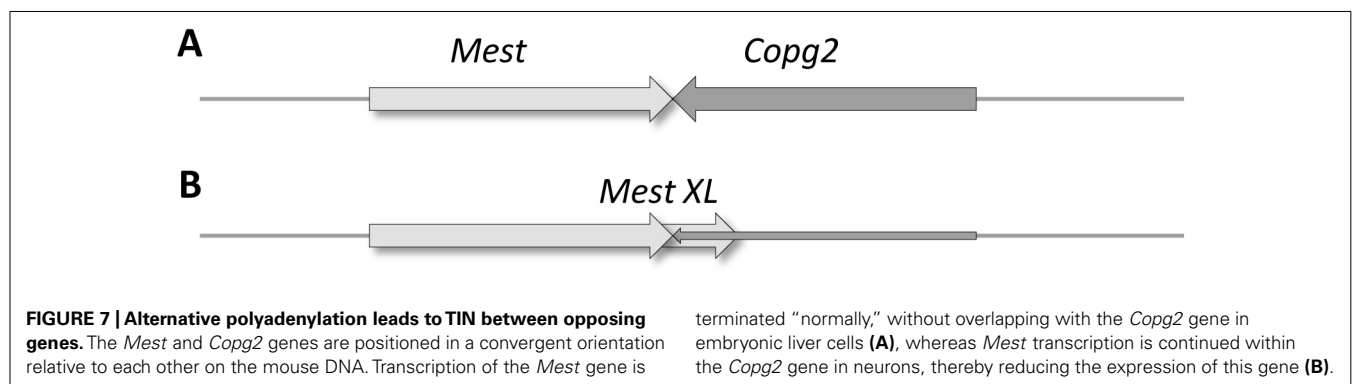 A
Mest
Copg2
B
Mest XL
FIGURE 7 | Alternative polyadenylation leads to TIN between opposing
genes. The Mest and Copg2 genes are positioned in a convergent orientation
relative to each other on the mouse DNA. Transcription of the Mest gene is
terminated “normally,” without overlapping with the Copg2 gene in
embryonic liver cells (A), whereas Mest transcription is continued within
the Copg2 gene in neurons, thereby reducing the expression of this gene (B).